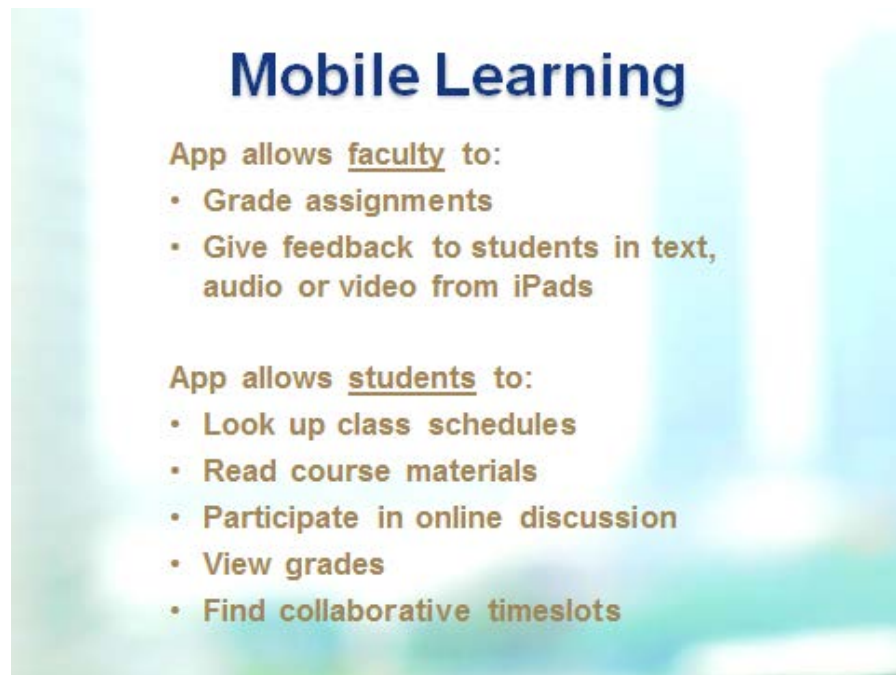 Mobile Learning
App allows faculty to:
• Grade assignments
• Give feedback to students in text,
audio or video from iPads
App allows students to:
• Look up class schedules
• Read course materials
• Participate in online discussion
• View grades
• Find collaborative timeslots